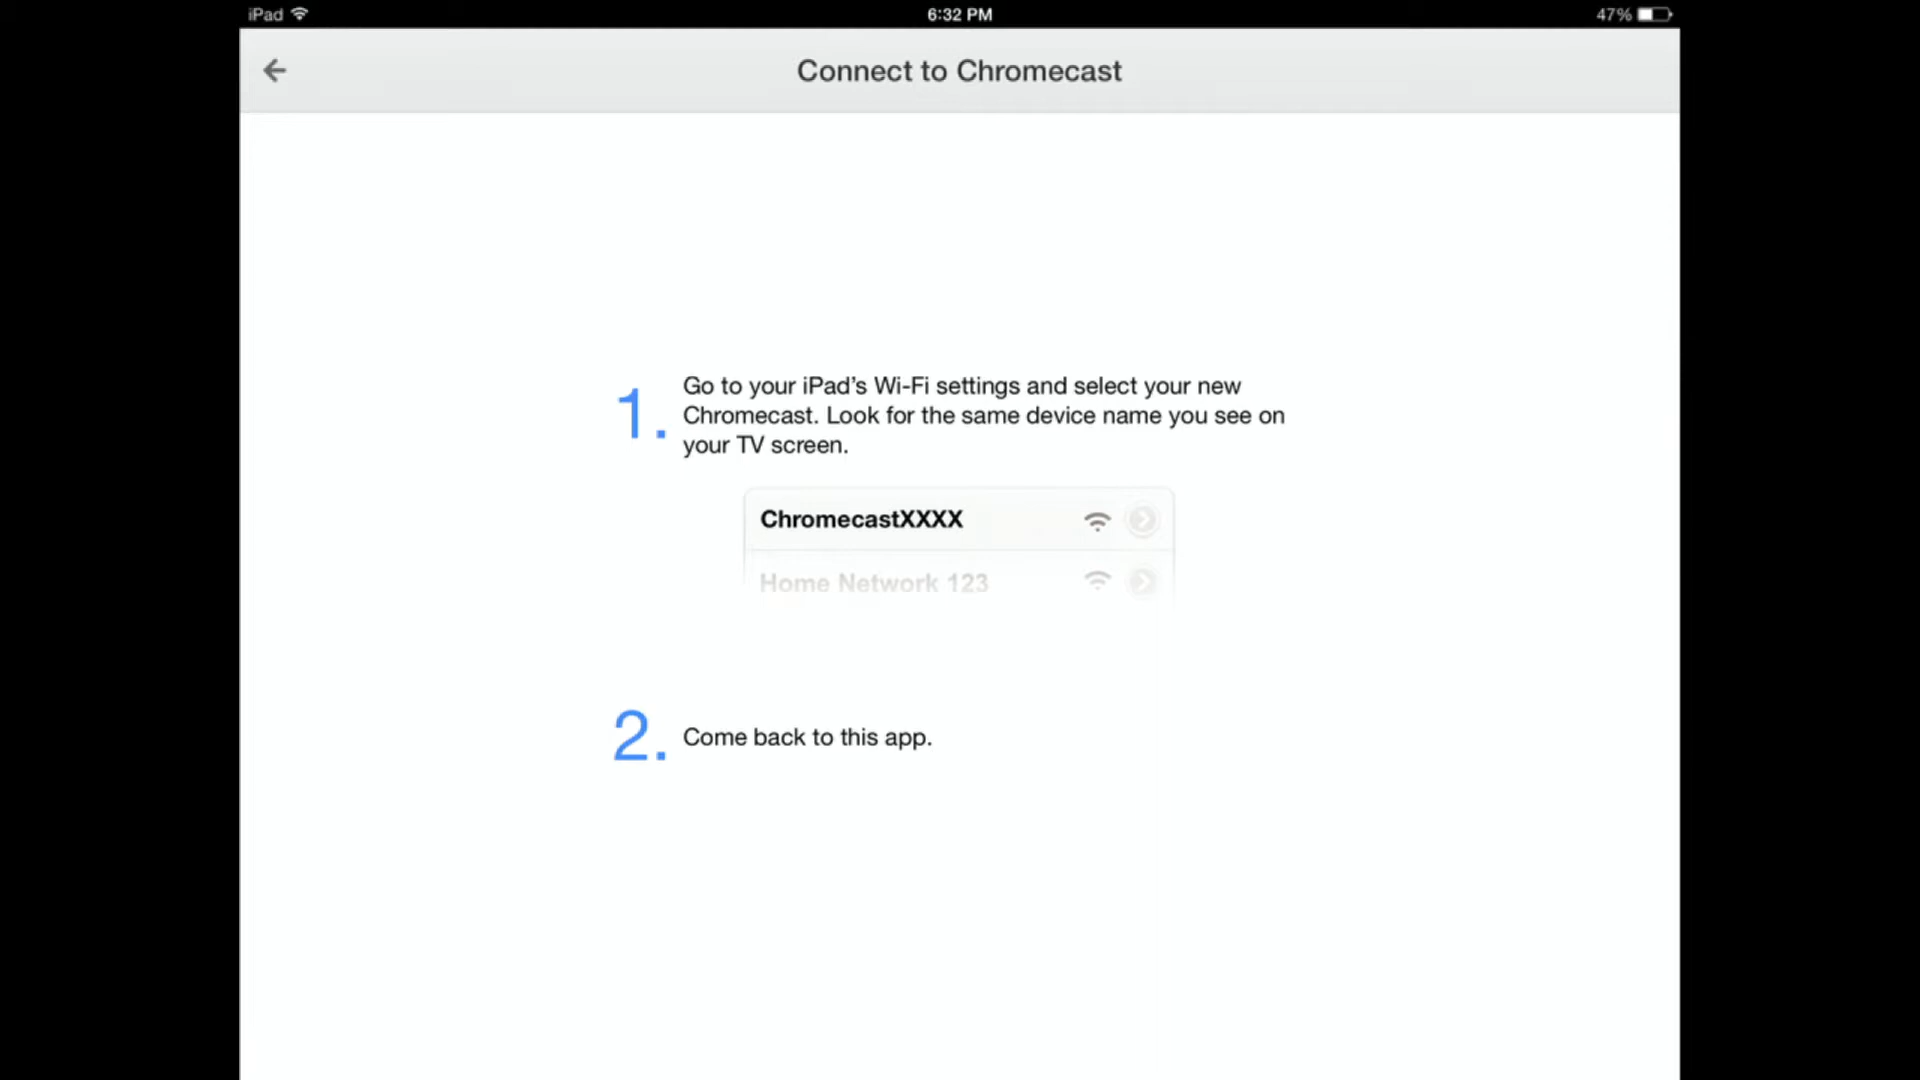 iPad
6:32 PM
47%
Connect to Chromecast
1. Go to your iPad’s Wi-Fi settings and select your new
Chromecast. Look for the same device name you see on
your TV screen.
ChromecastXXXX
Home Network 123
2. Come back to this app.